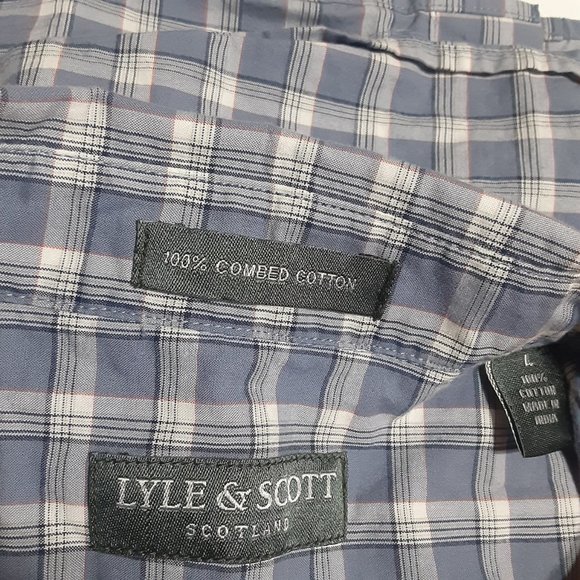 100% COMBED COTTON
L
100%
COTTON
MADE IN
INDIA
LYLE & SCOTT
SCOTLAND